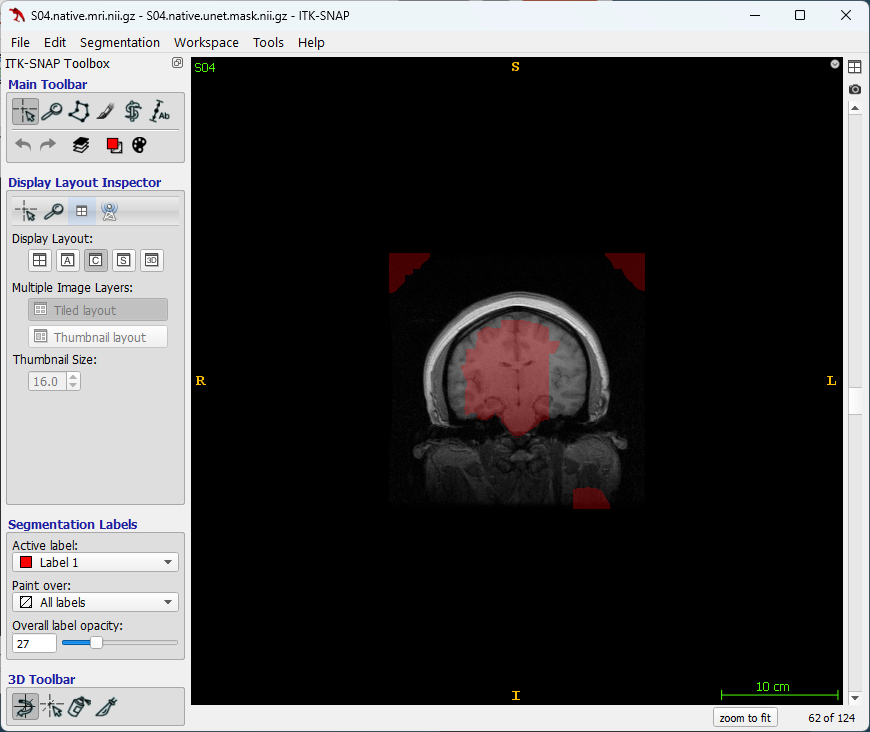 S04.native.mri.nii.gz - S04.native.unet.mask.nii.gz - ITK-SNAP
File Edit Segmentation Workspace Tools Help
ITK-SNAP Toolbox
Main Toolbar
Ab
Display Layout Inspector
Display Layout:
A C S 3D
Multiple Image Layers:
Tiled layout
Thumbnail layout
Thumbnail Size:
16.0
Segmentation Labels
Active label:
Label 1
Paint over:
All labels
Overall label opacity:
27
3D Toolbar
S04
S
R
L
I
10 cm
zoom to fit
62 of 124